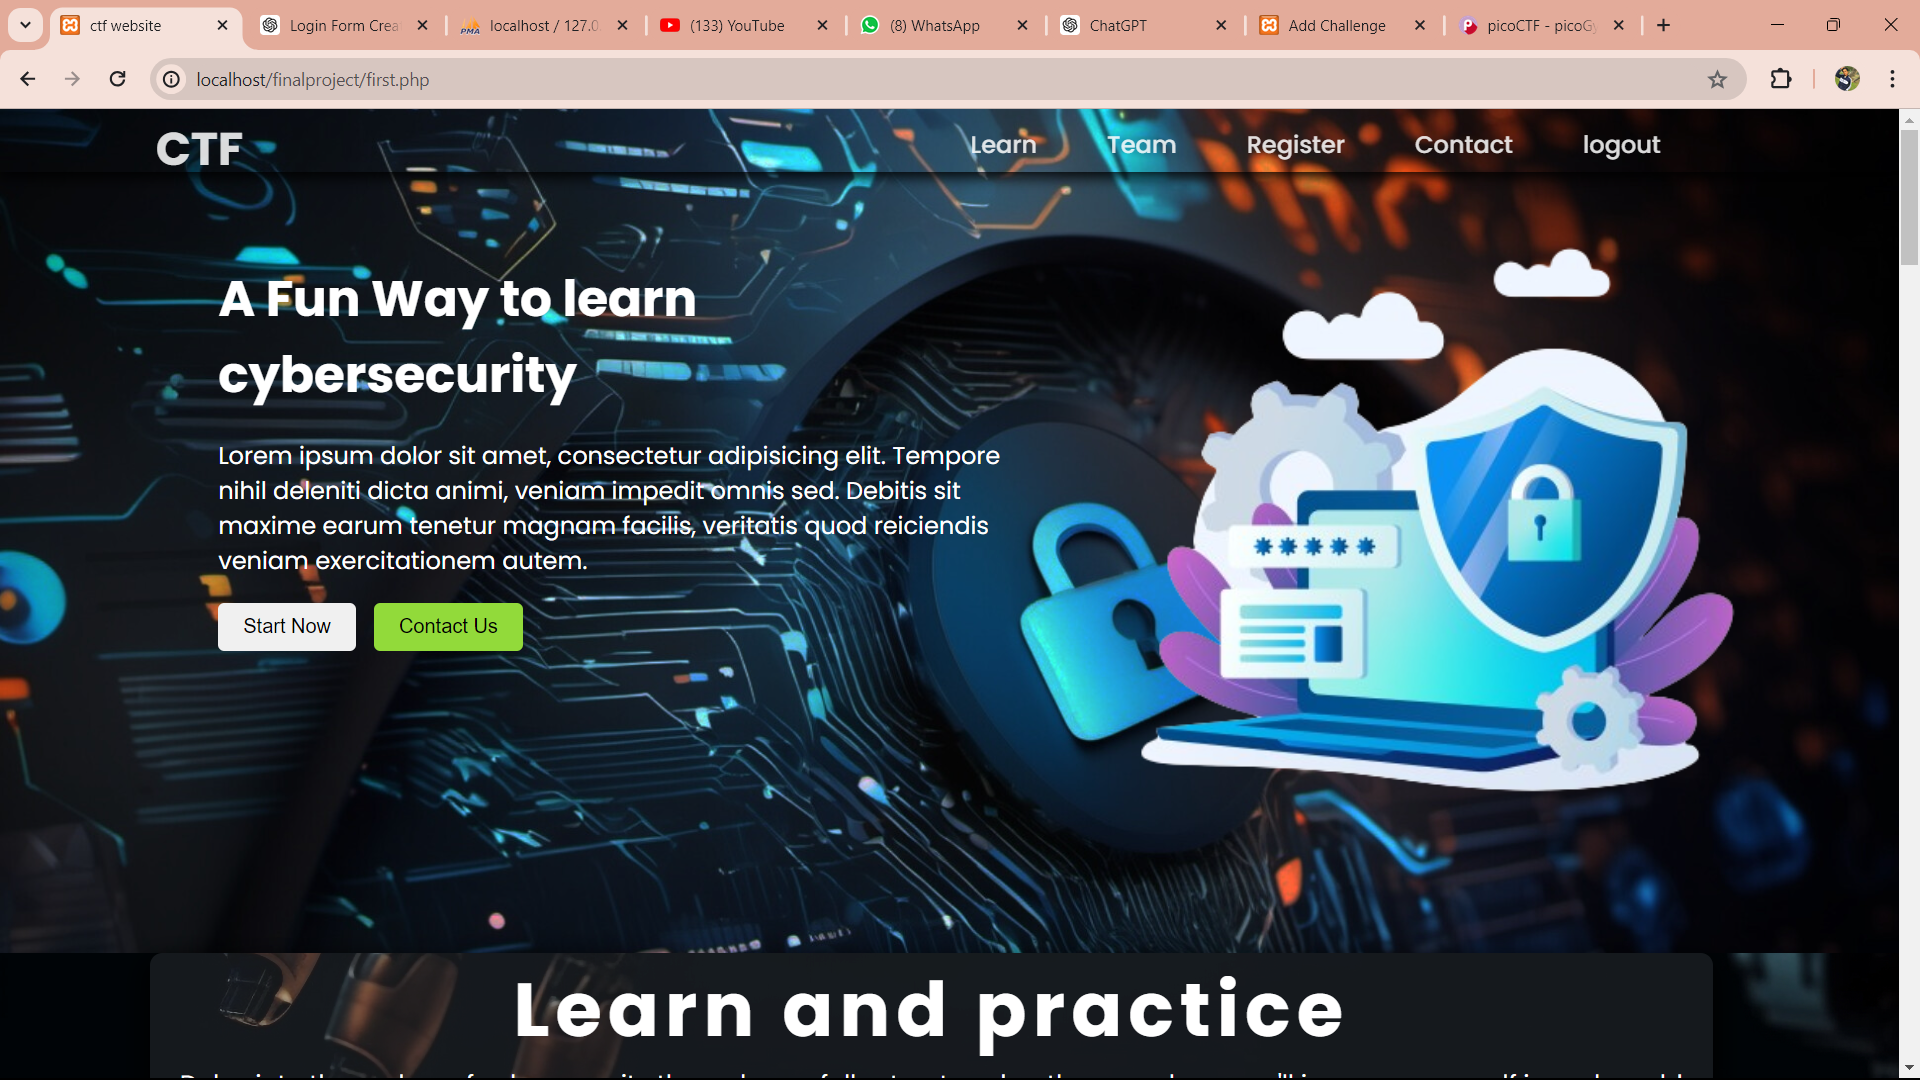 ctf website
Login Form Crea
localhost / 127.0
(133) YouTube
(8) WhatsApp
ChatGPT
Add Challenge
picoCTF - picoGy
localhost/finalproject/first.php
CTF
Learn
Team
Register
Contact
logout
A Fun Way to learn
cybersecurity
Lorem ipsum dolor sit amet, consectetur adipisicing elit. Tempore
nihil deleniti dicta animi, veniam impedit omnis sed. Debitis sit
maxime earum tenetur magnam facilis, veritatis quod reiciendis
veniam exercitationem autem.
Start Now
Contact Us
*****
Learn and practice